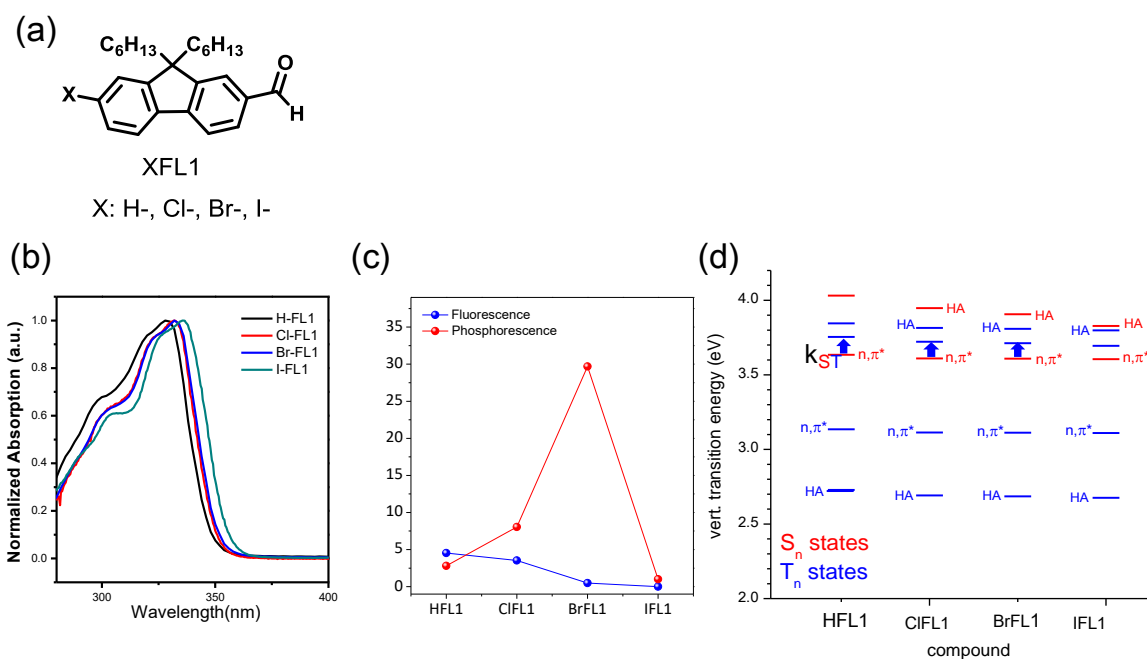 (a)
C6H13 C6H13
O
X
H
XFL1
X: H-, Cl-, Br-, I-
(b)
Normalized Absorption (a.u.)
1.0
0.8
0.6
0.4
0.2
0.0
H-FL1
Cl-FL1
Br-FL1
I-FL1
300 350 400
Wavelength(nm)
(c)
35
30
25
20
15
10
5
0
Fluorescence
Phosphorescence
HFL1 ClFL1 BrFL1 IFL1
(d)
vert. transition energy (eV)
4.0
3.5
3.0
2.5
2.0
HA
HA
HA
HA
HA
kST
n,π*
n,π*
n,π*
n,π*
n,π*
n,π*
n,π*
n,π*
HA
HA
HA
HA
Sn states
Tn states
HFL1 ClFL1 BrFL1 IFL1
compound